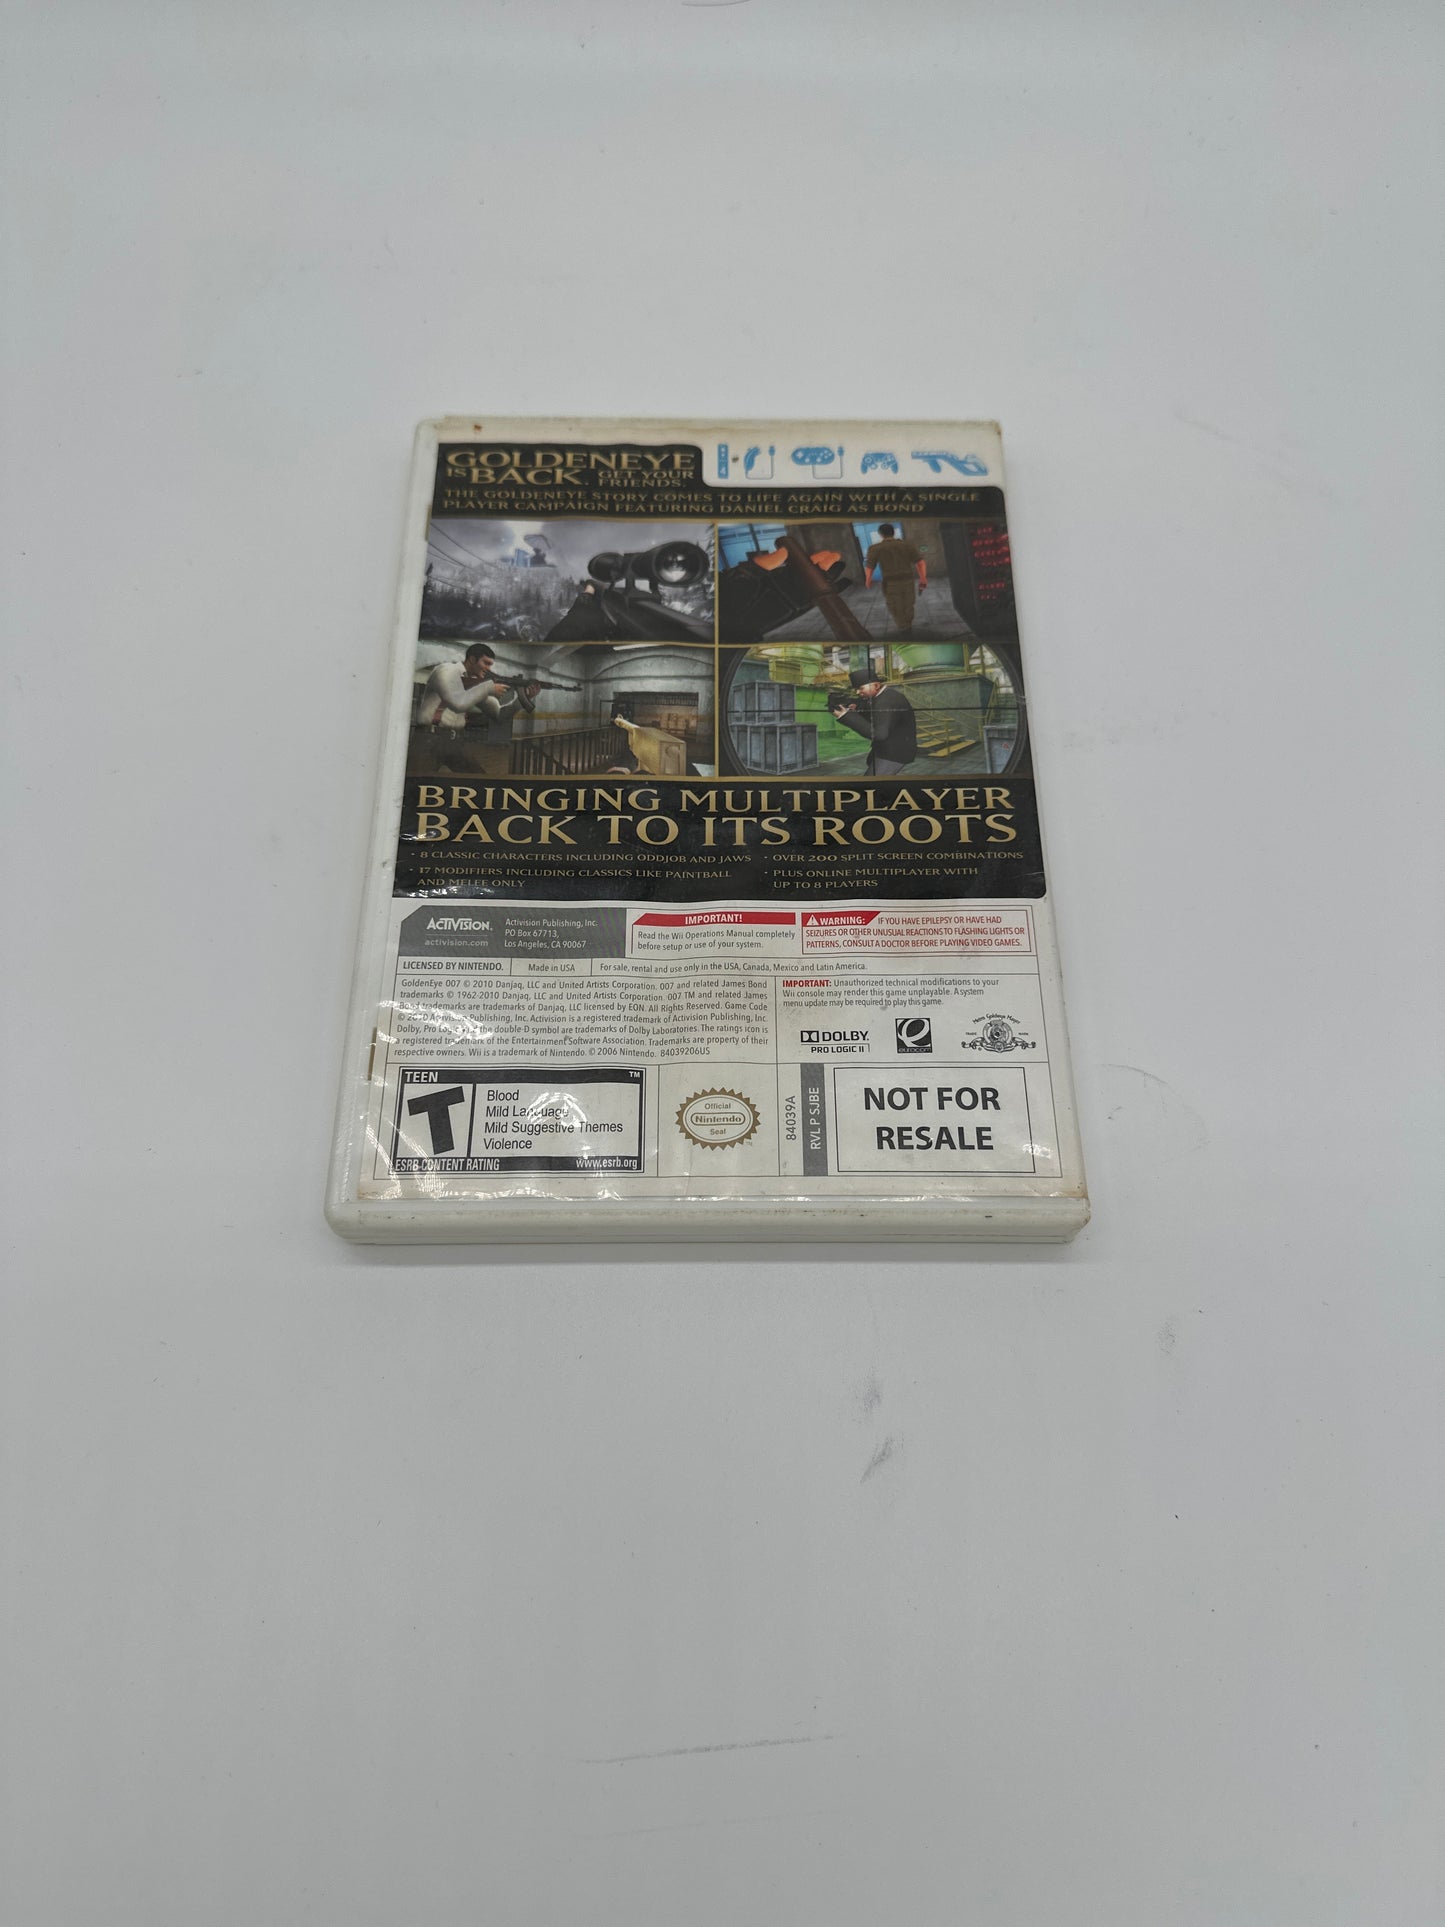 GOLDENEYE
IS BACK. GET YOUR FRIENDS.
THE GOLDENEYE STORY COMES TO LIFE AGAIN WITH A SINGLE
PLAYER CAMPAIGN FEATURING DANIEL CRAIG AS BOND
BRINGING MULTIPLAYER
BACK TO ITS ROOTS
• 8 CLASSIC CHARACTERS INCLUDING ODDJOB AND JAWS
• 17 MODIFIERS INCLUDING CLASSICS LIKE PAINTBALL
AND MELEE ONLY
• OVER 200 SPLIT SCREEN COMBINATIONS
• PLUS ONLINE MULTIPLAYER WITH
UP TO 8 PLAYERS
ACTIVISION.
activision.com
Activision Publishing, Inc.
PO Box 67713,
Los Angeles, CA 90067
IMPORTANT!
Read the Wii Operations Manual completely
before setup or use of your system.
WARNING: IF YOU HAVE EPILEPSY OR HAVE HAD
SEIZURES OR OTHER UNUSUAL REACTIONS TO FLASHING LIGHTS OR
PATTERNS, CONSULT A DOCTOR BEFORE PLAYING VIDEO GAMES.
LICENSED BY NINTENDO.
Made in USA
For sale, rental and use only in the USA, Canada, Mexico and Latin America.
GoldenEye 007 © 2010 Danjaq, LLC and United Artists Corporation. 007 and related James Bond
trademarks © 1962-2010 Danjaq, LLC and United Artists Corporation. 007 TM and related James
Bond trademarks are trademarks of Danjaq, LLC licensed by EON. All Rights Reserved. Game Code
© 2010 Activision Publishing, Inc. Activision is a registered trademark of Activision Publishing, Inc.
Dolby, Pro Logic and the double-D symbol are trademarks of Dolby Laboratories. The ratings icon is
a registered trademark of the Entertainment Software Association. Trademarks are property of their
respective owners. Wii is a trademark of Nintendo. © 2006 Nintendo. 84039206US
IMPORTANT: Unauthorized technical modifications to your
Wii console may render this game unplayable. A system
menu update may be required to play this game.
DOLBY.
PRO LOGIC II
eurocom
Metro Goldwyn Mayer
TRADE MARK
TEEN
TM
T
Blood
Mild Language
Mild Suggestive Themes
Violence
ESRB CONTENT RATING
www.esrb.org
Official
Nintendo
Seal
84039A
RVL P SJBE
NOT FOR
RESALE